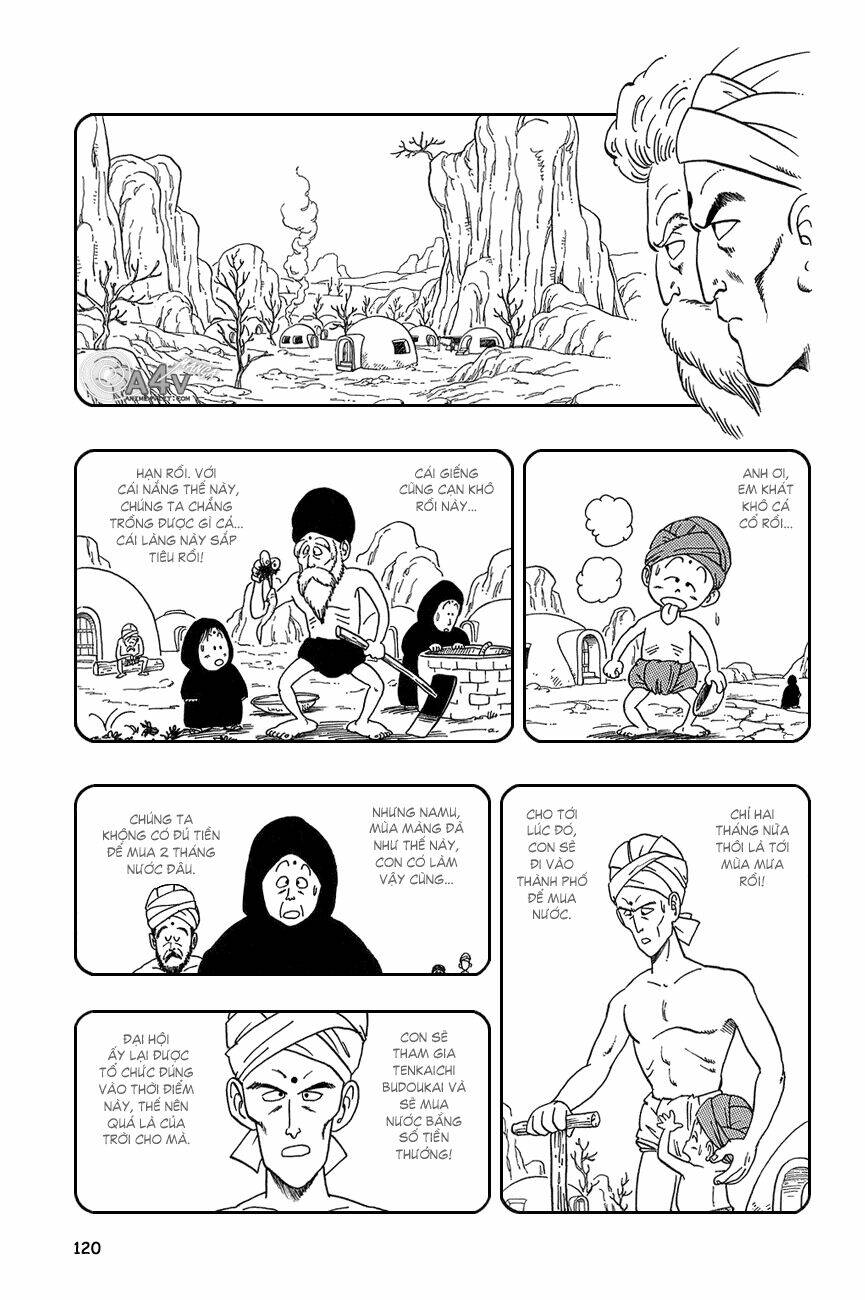 A4V
ANIME4VIET.COM
ANH ƠI,
EM KHÁT
KHÔ CẢ
CỔ RỒI...
CÁI GIẾNG
CŨNG CẠN KHÔ
RỒI NÀY...
HẠN RỒI. VỚI
CÁI NẮNG THẾ NÀY,
CHÚNG TA CHẲNG
TRỒNG ĐƯỢC GÌ CẢ...
CÁI LÀNG NÀY SẮP
TIÊU RỒI!
CHỈ HAI
THÁNG NỮA
THÔI LÀ TỚI
MÙA MƯA
RỒI!
CHO TỚI
LÚC ĐÓ,
CON SẼ
ĐI VÀO
THÀNH PHỐ
ĐỂ MUA
NƯỚC.
NHƯNG NAMU,
MÙA MÀNG ĐÃ
NHƯ THẾ NÀY,
CON CÓ LÀM
VẬY CŨNG...
CHÚNG TA
KHÔNG CÓ ĐỦ TIỀN
ĐỂ MUA 2 THÁNG
NƯỚC ĐÂU.
CON SẼ
THAM GIA
TENKAICHI
BUDOUKAI VÀ
SẼ MUA
NƯỚC BẰNG
SỐ TIỀN
THƯỞNG!
ĐẠI HỘI
ẤY LẠI ĐƯỢC
TỔ CHỨC ĐÚNG
VÀO THỜI ĐIỂM
NÀY, THẾ NÊN
QUẢ LÀ CỦA
TRỜI CHO MÀ.
120